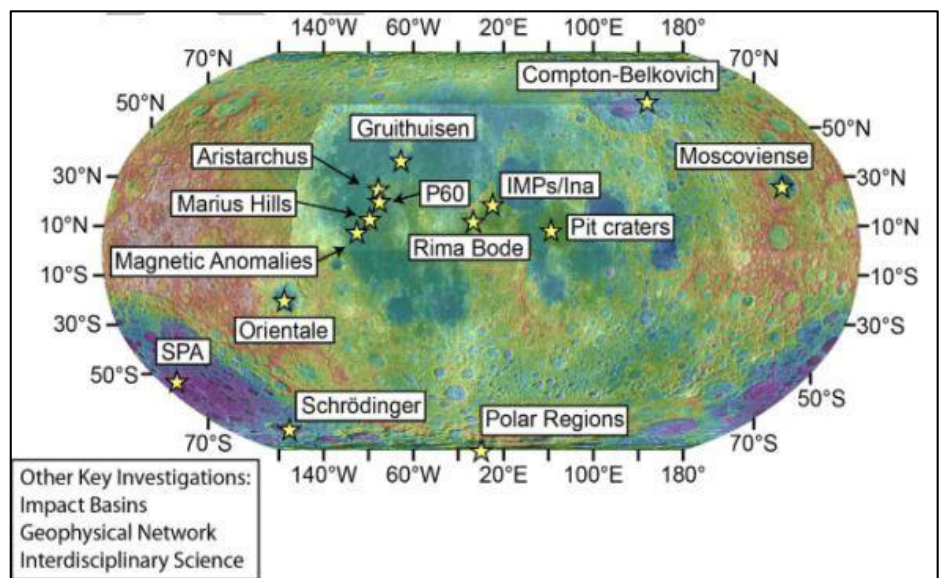 140°W 60°W 20°E 100°E 180°
70°N 70°N
Compton-Belkovich
50°N 50°N
Gruithuisen
Aristarchus Moscoviense
30°N P60 IMPs/Ina 30°N
Marius Hills
10°N Rima Bode Pit craters 10°N
Magnetic Anomalies
10°S 10°S
Orientale
30°S 30°S
SPA
50°S 50°S
Schrödinger Polar Regions
70°S 70°S
140°W 60°W 20°E 100°E 180°
Other Key Investigations:
Impact Basins
Geophysical Network
Interdisciplinary Science